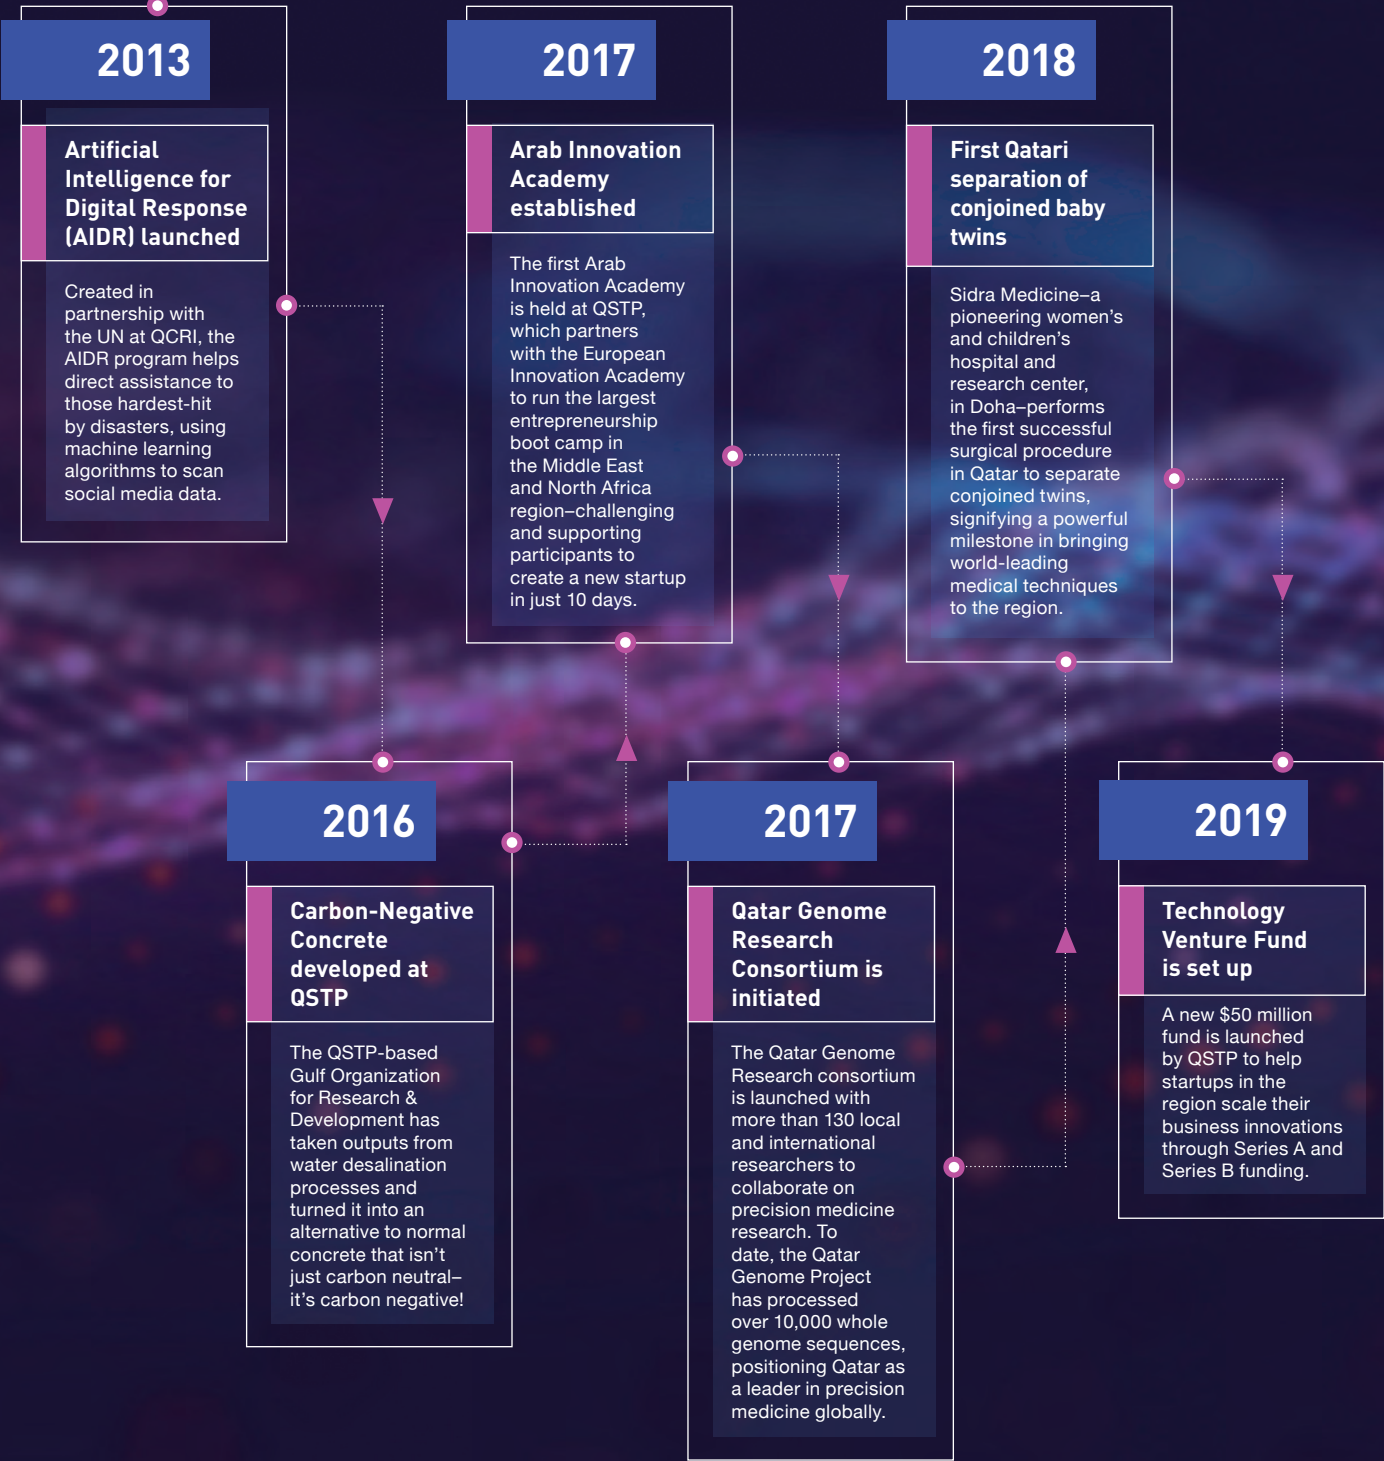 2013
Artificial
Intelligence for
Digital Response
(AIDR) launched
Created in
partnership with
the UN at QCRI, the
AIDR program helps
direct assistance to
those hardest-hit
by disasters, using
machine learning
algorithms to scan
social media data.
2016
Carbon-Negative
Concrete
developed at
QSTP
The QSTP-based
Gulf Organization
for Research &
Development has
taken outputs from
water desalination
processes and
turned it into an
alternative to normal
concrete that isn't
just carbon neutral–
it's carbon negative!
2017
Arab Innovation
Academy
established
The first Arab
Innovation Academy
is held at QSTP,
which partners
with the European
Innovation Academy
to run the largest
entrepreneurship
boot camp in
the Middle East
and North Africa
region–challenging
and supporting
participants to
create a new startup
in just 10 days.
2017
Qatar Genome
Research
Consortium is
initiated
The Qatar Genome
Research consortium
is launched with
more than 130 local
and international
researchers to
collaborate on
precision medicine
research. To
date, the Qatar
Genome Project
has processed
over 10,000 whole
genome sequences,
positioning Qatar as
a leader in precision
medicine globally.
2018
First Qatari
separation of
conjoined baby
twins
Sidra Medicine–a
pioneering women's
and children's
hospital and
research center,
in Doha–performs
the first successful
surgical procedure
in Qatar to separate
conjoined twins,
signifying a powerful
milestone in bringing
world-leading
medical techniques
to the region.
2019
Technology
Venture Fund
is set up
A new $50 million
fund is launched
by QSTP to help
startups in the
region scale their
business innovations
through Series A and
Series B funding.